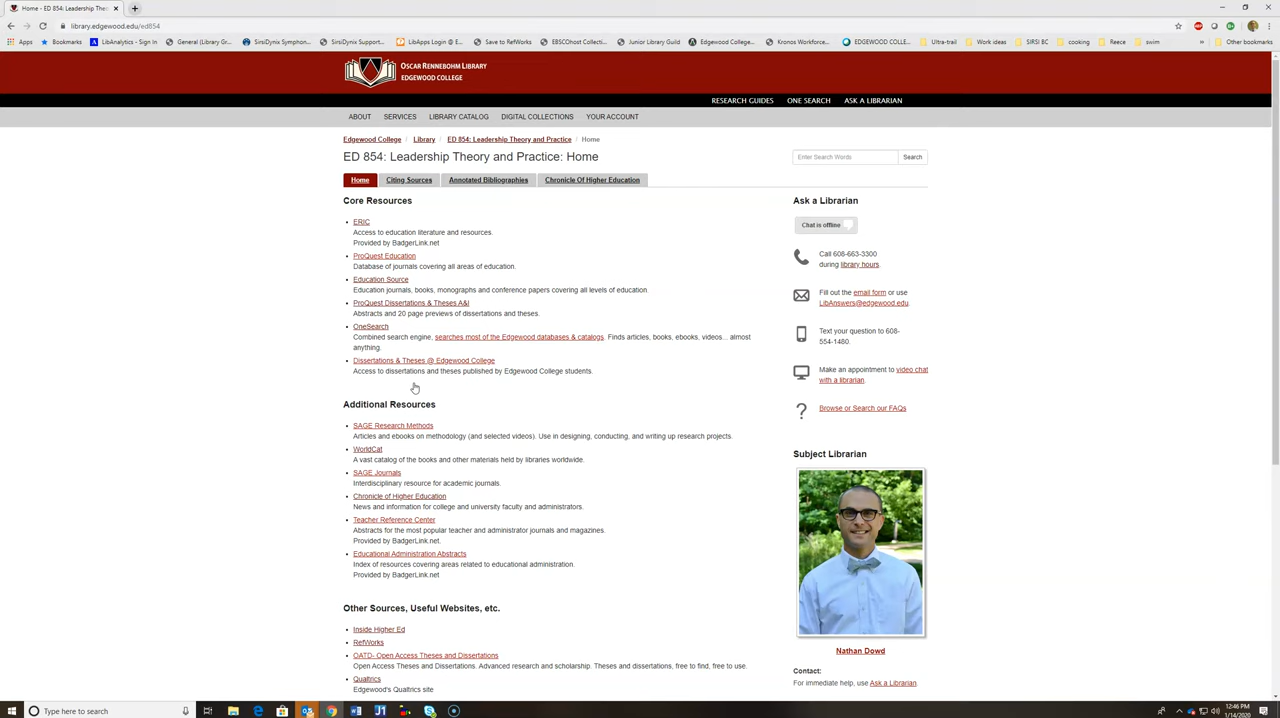 Home - ED 854: Leadership Theo
library.edgewood.edu/ed854
Apps Bookmarks LibAnalytics - Sign In General (Library Gr... SirsiDynix Symphon... SirsiDynix Support... LibApps Login @ E... Save to RefWorks EBSCOhost Collecti... Junior Library Guild Edgewood College... Kronos Workforce... EDGEWOOD COLLE... Ultra-trail Work ideas SIRSI BC cooking Reece swim » Other bookmarks
OSCAR RENNEBOHM LIBRARY
EDGEWOOD COLLEGE
RESEARCH GUIDES ONE SEARCH ASK A LIBRARIAN
ABOUT SERVICES LIBRARY CATALOG DIGITAL COLLECTIONS YOUR ACCOUNT
Edgewood College / Library / ED 854: Leadership Theory and Practice / Home
ED 854: Leadership Theory and Practice: Home
Enter Search Words Search
Home Citing Sources Annotated Bibliographies Chronicle Of Higher Education
Core Resources
ERIC
Access to education literature and resources.
Provided by BadgerLink.net
ProQuest Education
Database of journals covering all areas of education.
Education Source
Education journals, books, monographs and conference papers covering all levels of education.
ProQuest Dissertations & Theses A&I
Abstracts and 20 page previews of dissertations and theses.
OneSearch
Combined search engine, searches most of the Edgewood databases & catalogs. Finds articles, books, ebooks, videos... almost
anything.
Dissertations & Theses @ Edgewood College
Access to dissertations and theses published by Edgewood College students.
Additional Resources
SAGE Research Methods
Articles and ebooks on methodology (and selected videos). Use in designing, conducting, and writing up research projects.
WorldCat
A vast catalog of the books and other materials held by libraries worldwide.
SAGE Journals
Interdisciplinary resource for academic journals.
Chronicle of Higher Education
News and information for college and university faculty and administrators.
Teacher Reference Center
Abstracts for the most popular teacher and administrator journals and magazines.
Provided by BadgerLink.net.
Educational Administration Abstracts
Index of resources covering areas related to educational administration.
Provided by BadgerLink.net
Other Sources, Useful Websites, etc.
Inside Higher Ed
RefWorks
OATD- Open Access Theses and Dissertations
Open Access Theses and Dissertations. Advanced research and scholarship. Theses and dissertations, free to find, free to use.
Qualtrics
Edgewood's Qualtrics site
Ask a Librarian
Chat is offline
Call 608-663-3300
during library hours.
Fill out the email form or use
LibAnswers@edgewood.edu.
Text your question to 608-
554-1480.
Make an appointment to video chat
with a librarian.
?
Browse or Search our FAQs
Subject Librarian
Nathan Dowd
Contact:
For immediate help, use Ask a Librarian.
Type here to search
12:46 PM
1/14/2020